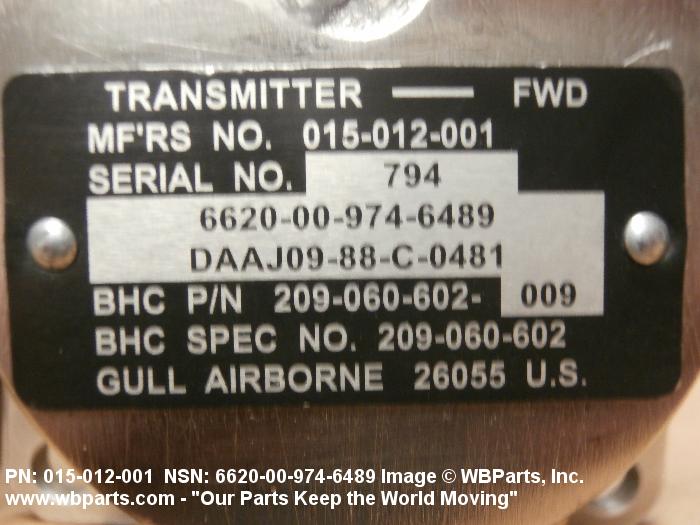 TRANSMITTER — FWD
MF'RS NO. 015-012-001
SERIAL NO. 794
6620-00-974-6489
DAAJ09-88-C-0481
BHC P/N 209-060-602- 009
BHC SPEC NO. 209-060-602
GULL AIRBORNE 26055 U.S.
PN: 015-012-001 NSN: 6620-00-974-6489 Image © WBParts, Inc.
www.wbparts.com - "Our Parts Keep the World Moving"